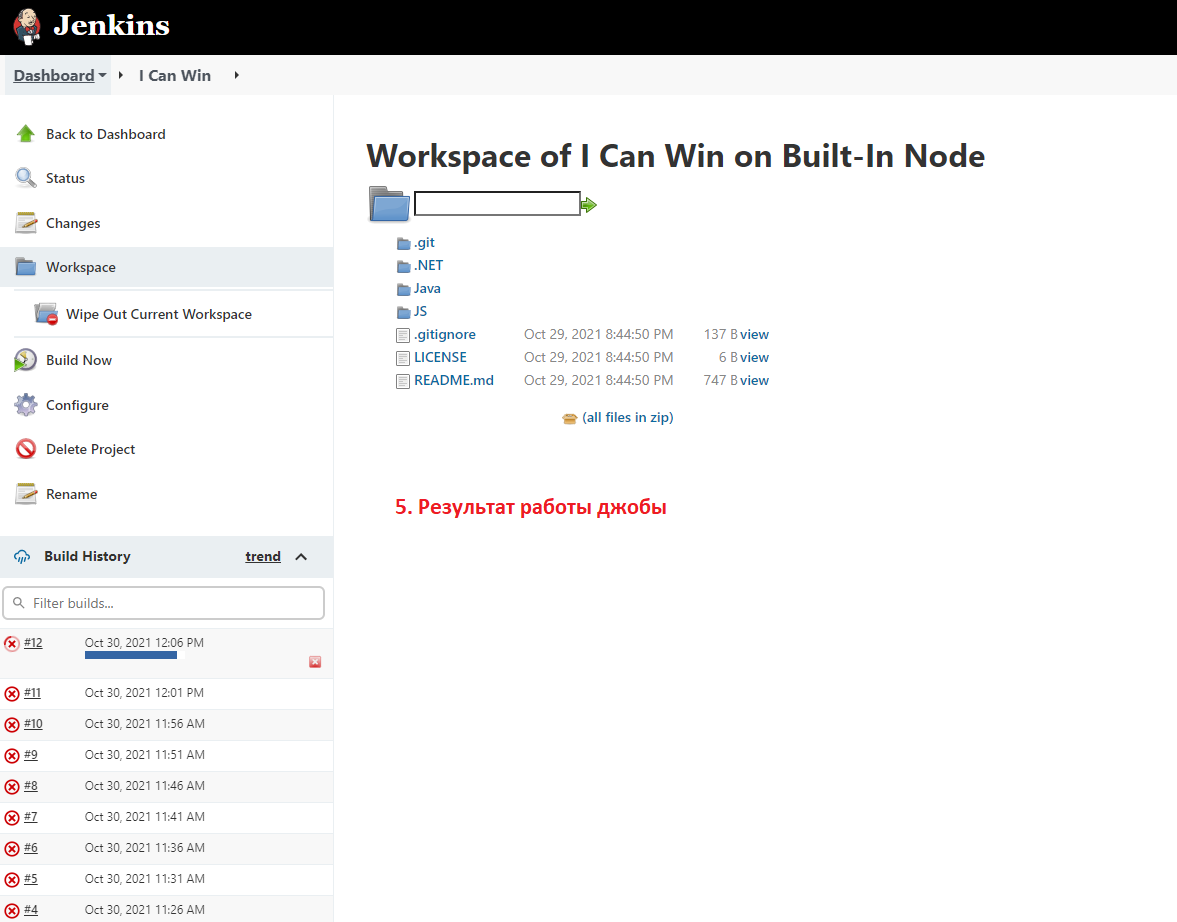 Jenkins
Dashboard I Can Win
Back to Dashboard
Status
Changes
Workspace
Wipe Out Current Workspace
Build Now
Configure
Delete Project
Rename
Build History trend
Filter builds...
#12 Oct 30, 2021 12:06 PM
#11 Oct 30, 2021 12:01 PM
#10 Oct 30, 2021 11:56 AM
#9 Oct 30, 2021 11:51 AM
#8 Oct 30, 2021 11:46 AM
#7 Oct 30, 2021 11:41 AM
#6 Oct 30, 2021 11:36 AM
#5 Oct 30, 2021 11:31 AM
#4 Oct 30, 2021 11:26 AM
Workspace of I Can Win on Built-In Node
.git
.NET
Java
JS
.gitignore Oct 29, 2021 8:44:50 PM 137 B view
LICENSE Oct 29, 2021 8:44:50 PM 6 B view
README.md Oct 29, 2021 8:44:50 PM 747 B view
(all files in zip)
5. Результат работы джобы